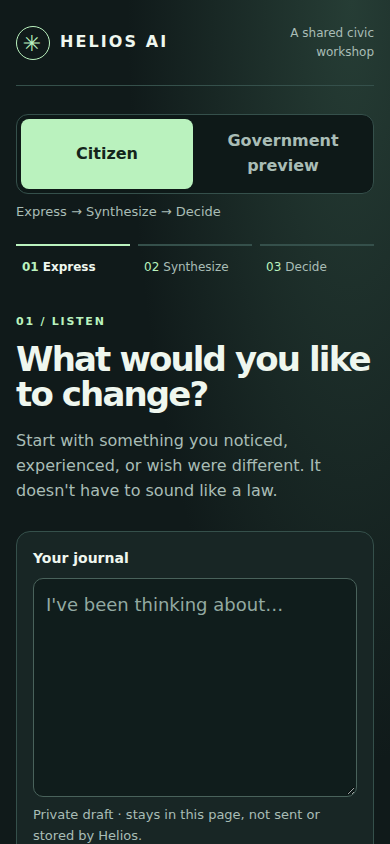 HELIOS AI
A shared civic
workshop
Citizen
Government
preview
Express → Synthesize → Decide
01 Express
02 Synthesize
03 Decide
01 / LISTEN
What would you like
to change?
Start with something you noticed,
experienced, or wish were different. It
doesn't have to sound like a law.
Your journal
I've been thinking about...
Private draft · stays in this page, not sent or
stored by Helios.